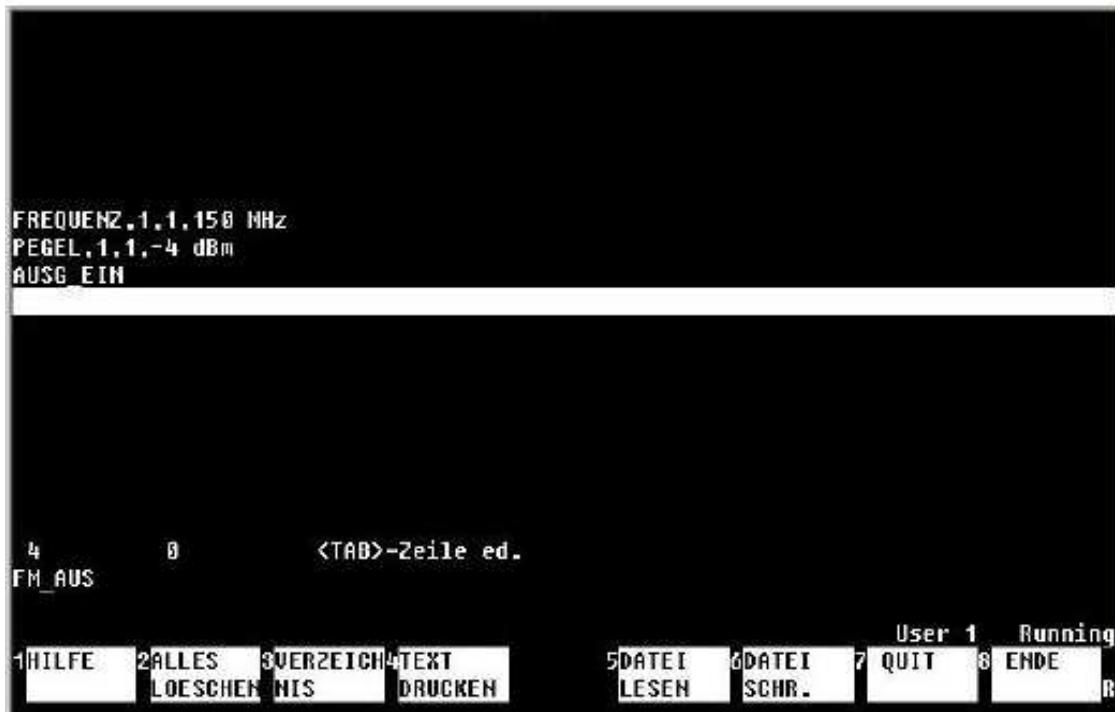 FREQUENZ,1,1,150 MHz
PEGEL,1,1,-4 dBm
AUSG_EIN
4 0 <TAB>-Zeile ed.
FM_AUS
User 1 Running
1HILFE 2ALLES LOESCHEN 3VERZEICHNIS 4TEXT DRUCKEN 5DATEI LESEN 6DATEI SCHR. 7 QUIT 8 ENDE
R